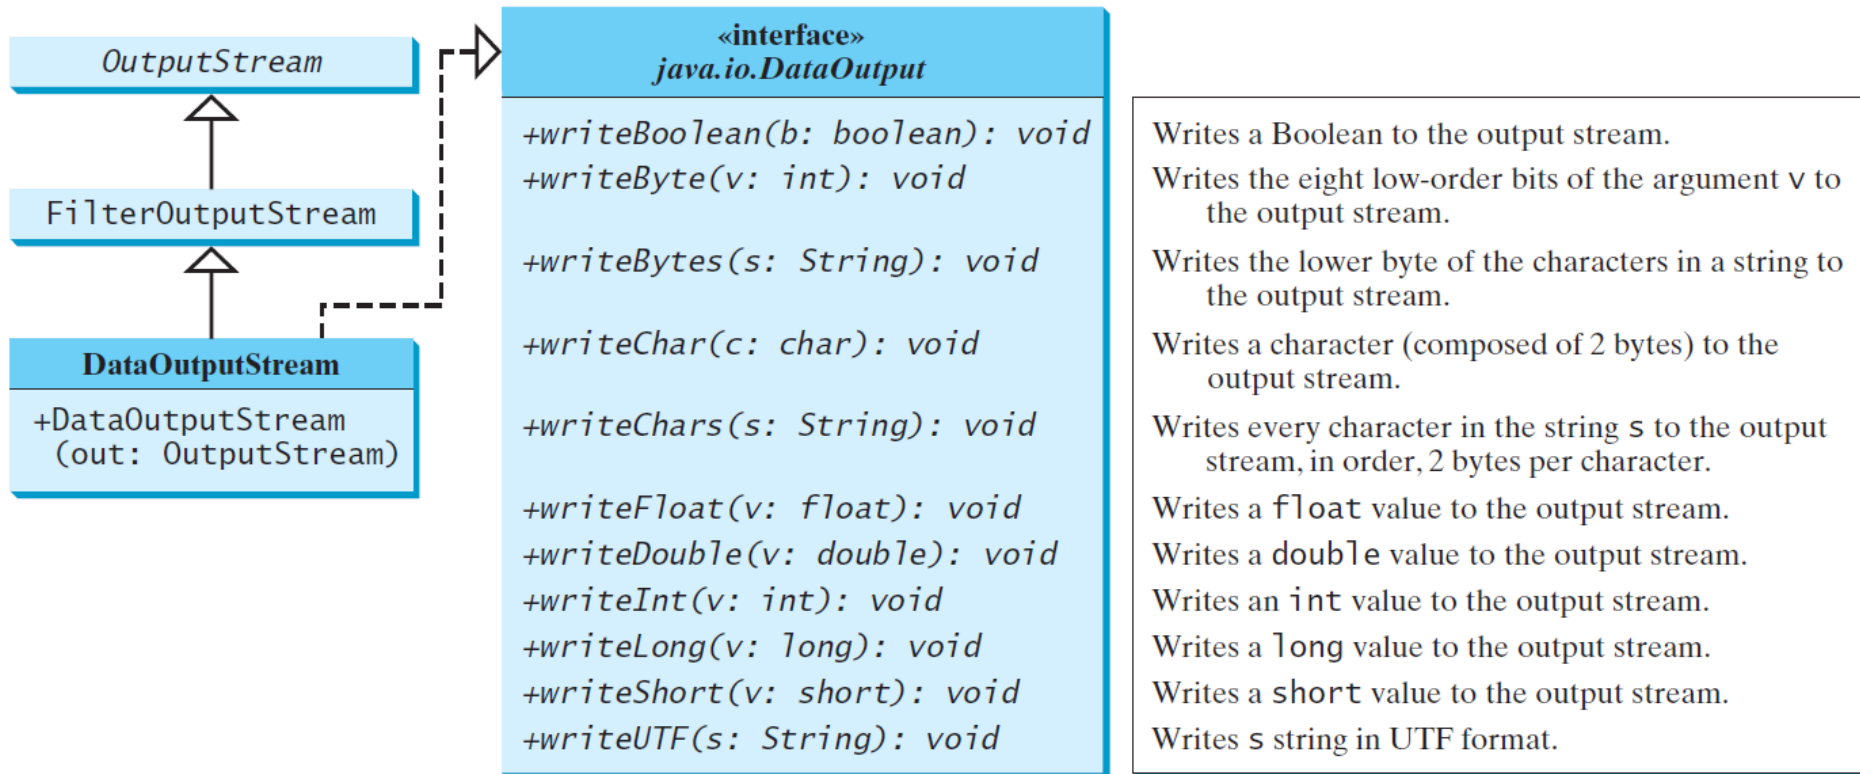 OutputStream
FilterOutputStream
DataOutputStream
+DataOutputStream
(out: OutputStream)
«interface»
java.io.DataOutput
+writeBoolean(b: boolean): void
+writeByte(v: int): void
+writeBytes(s: String): void
+writeChar(c: char): void
+writeChars(s: String): void
+writeFloat(v: float): void
+writeDouble(v: double): void
+writeInt(v: int): void
+writeLong(v: long): void
+writeShort(v: short): void
+writeUTF(s: String): void
Writes a Boolean to the output stream.
Writes the eight low-order bits of the argument v to
the output stream.
Writes the lower byte of the characters in a string to
the output stream.
Writes a character (composed of 2 bytes) to the
output stream.
Writes every character in the string s to the output
stream, in order, 2 bytes per character.
Writes a float value to the output stream.
Writes a double value to the output stream.
Writes an int value to the output stream.
Writes a long value to the output stream.
Writes a short value to the output stream.
Writes s string in UTF format.